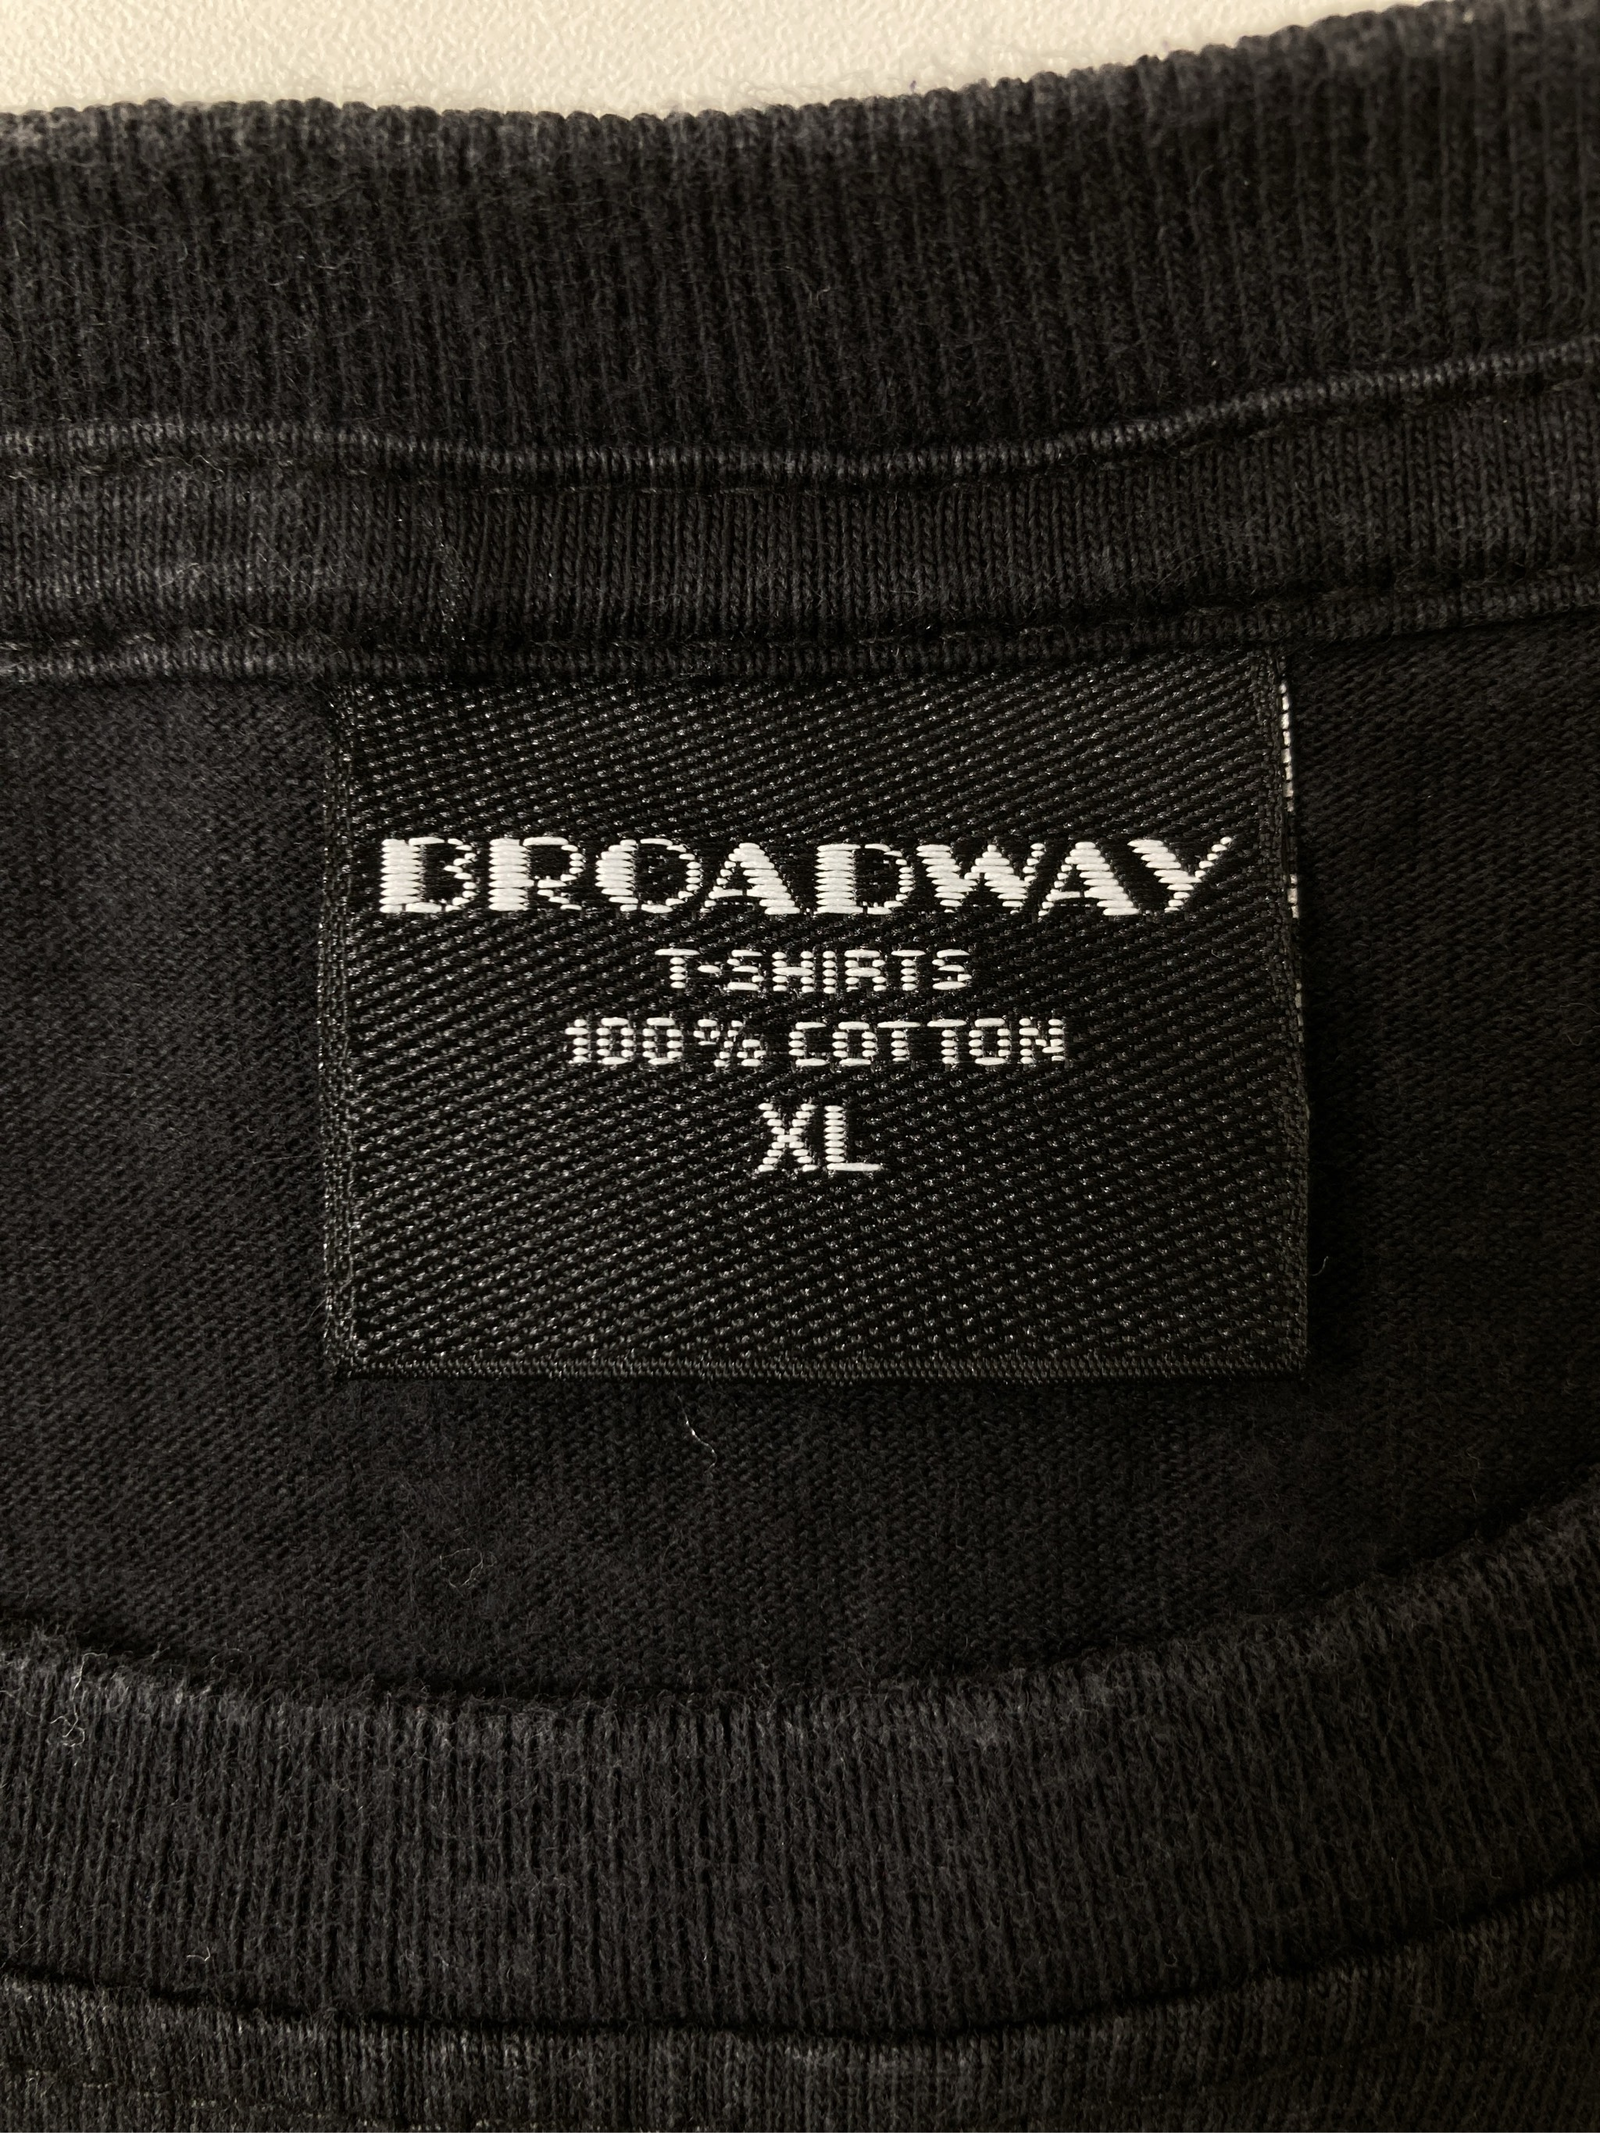 BROADWAY
T-SHIRTS
100% COTTON
XL